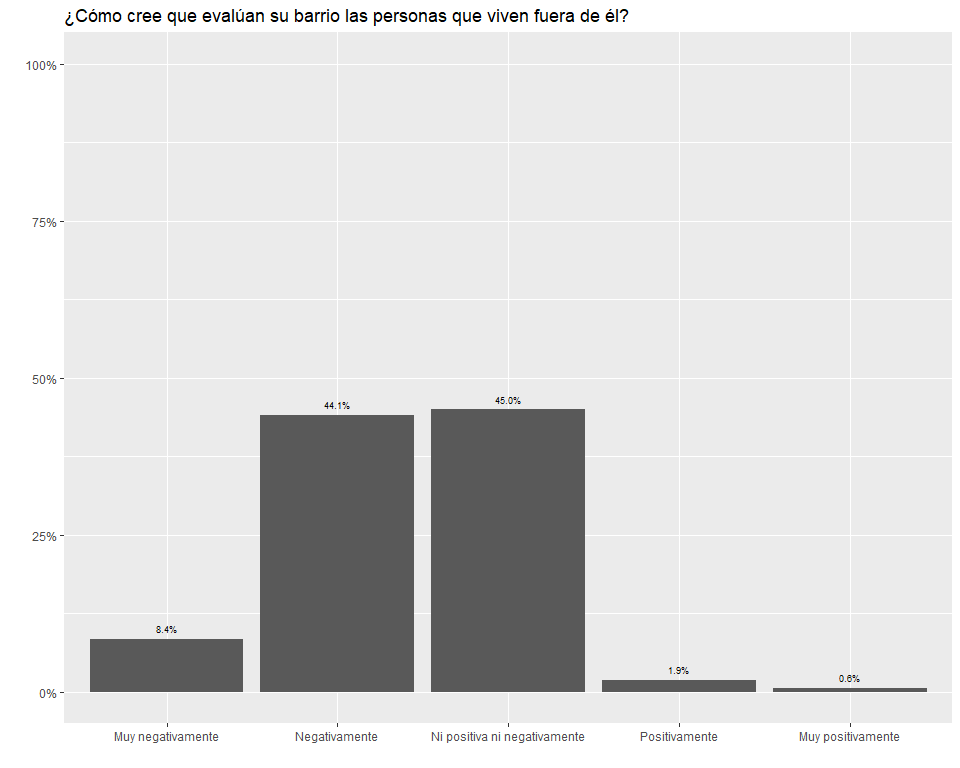 ¿Cómo cree que evalúan su barrio las personas que viven fuera de él?
100%
75%
50%
25%
0%
8.4%
44.1%
45.0%
1.9%
0.6%
Muy negativamente
Negativamente
Ni positiva ni negativamente
Positivamente
Muy positivamente